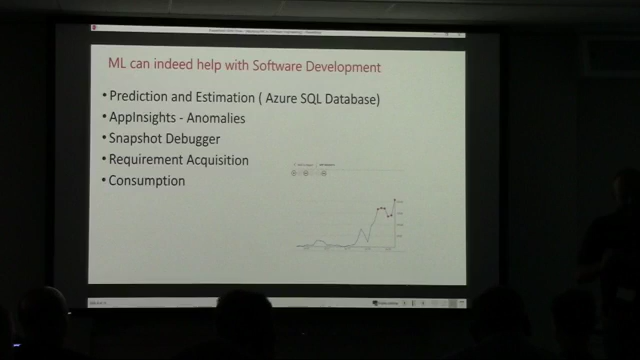 ML can indeed help with Software Development
• Prediction and Estimation ( Azure SQL Database)
• AppInsights - Anomalies
• Snapshot Debugger
• Requirement Acquisition
• Consumption